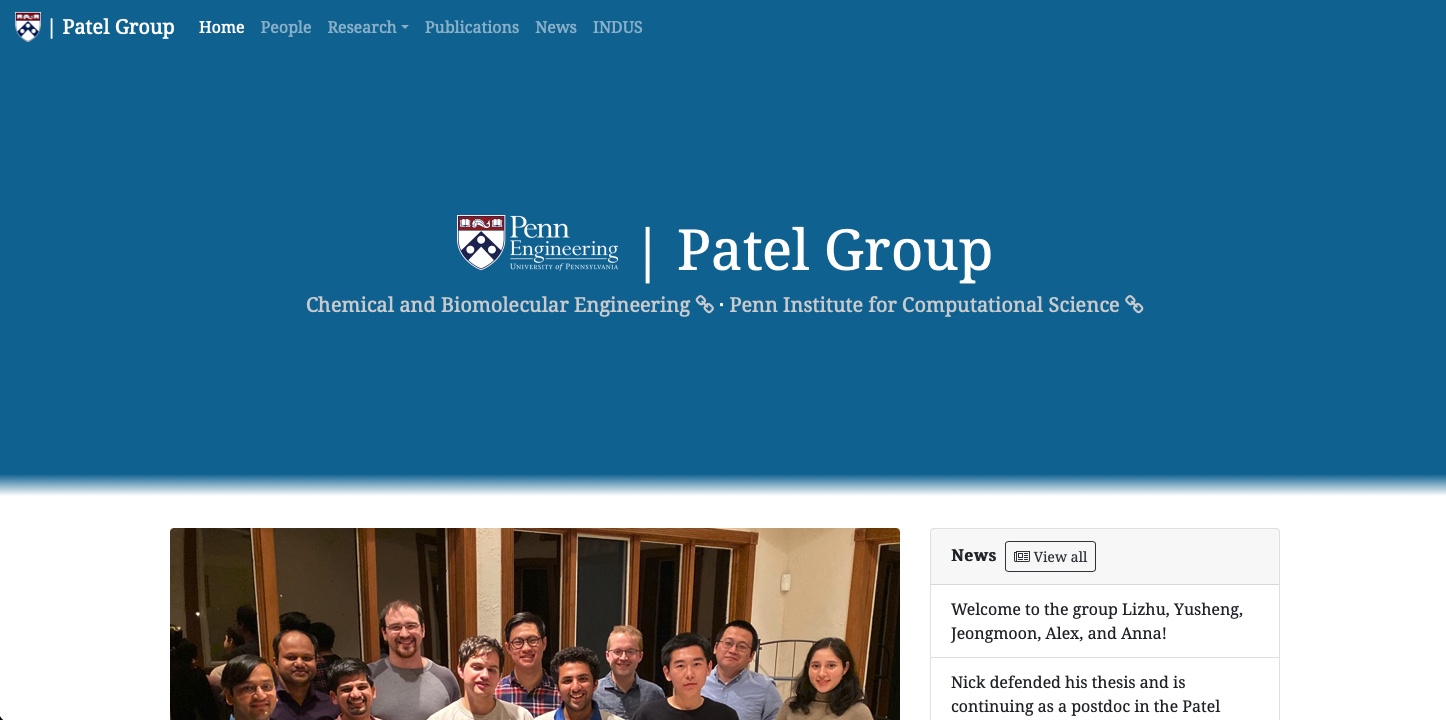 | Patel Group
Home People Research Publications News INDUS
Penn
Engineering
UNIVERSITY of PENNSYLVANIA
| Patel Group
Chemical and Biomolecular Engineering · Penn Institute for Computational Science
News View all
Welcome to the group Lizhu, Yusheng,
Jeongmoon, Alex, and Anna!
Nick defended his thesis and is
continuing as a postdoc in the Patel